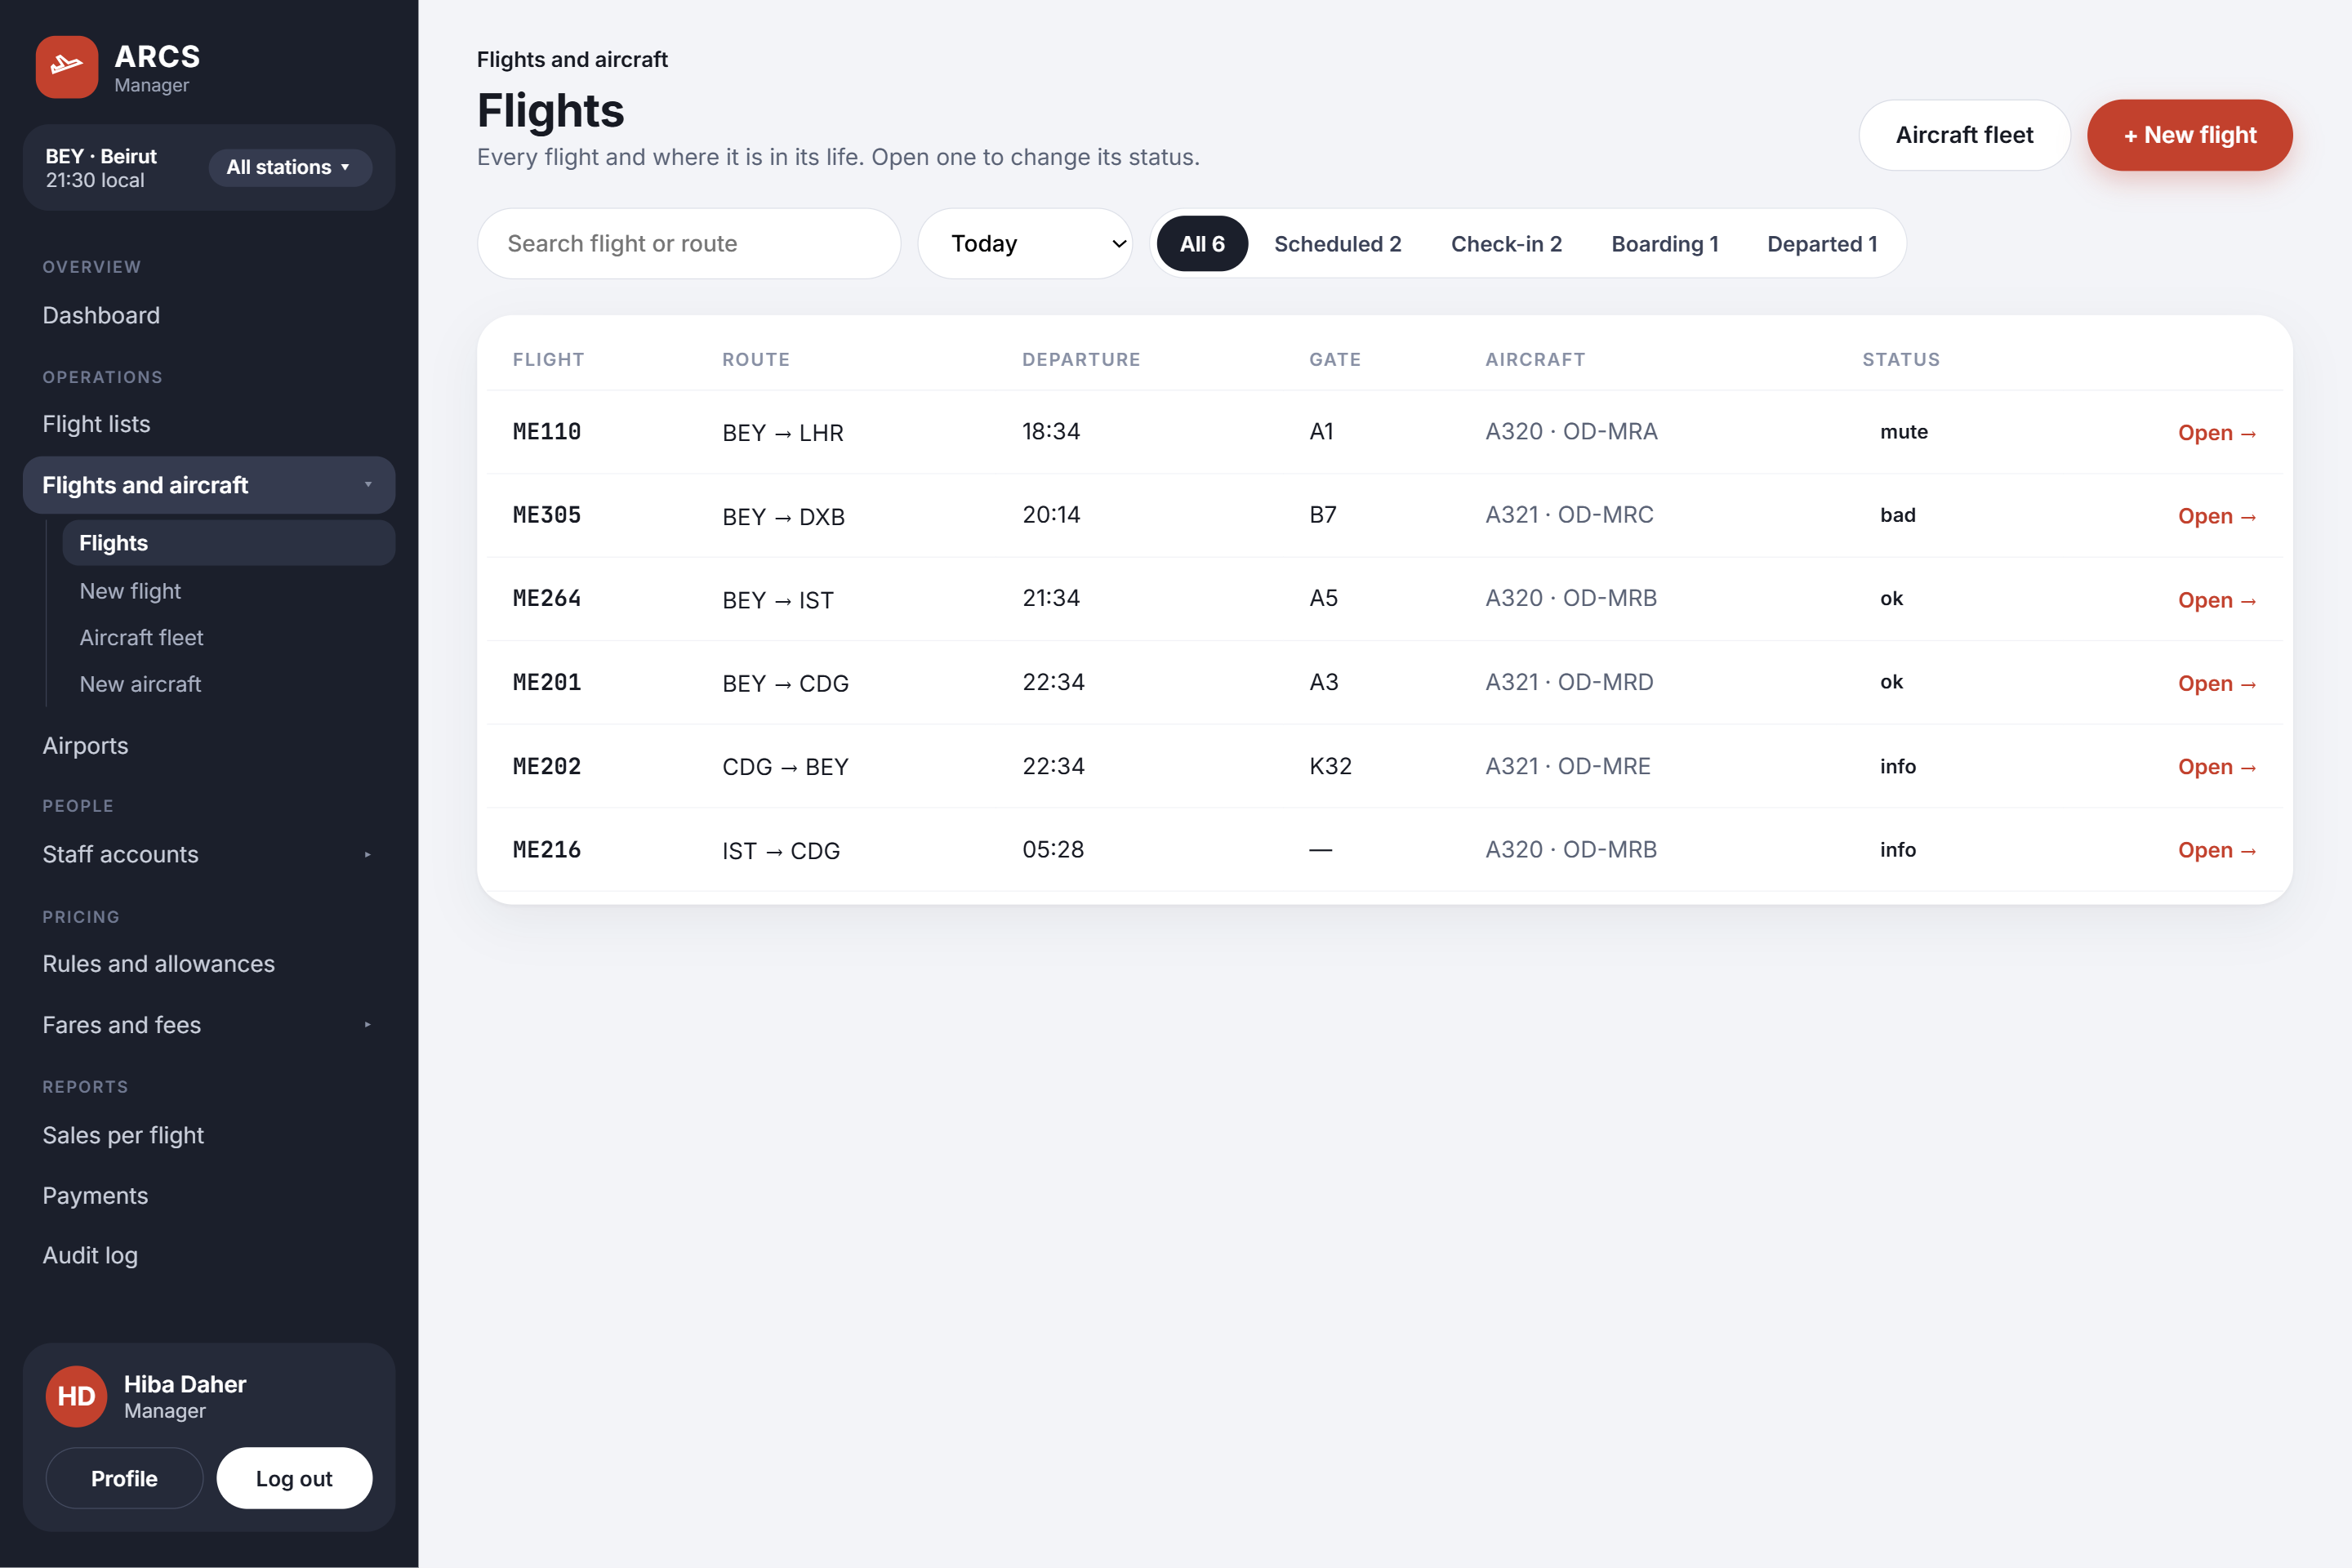 ARCS
Manager
BEY · Beirut
21:30 local
All stations ▾
OVERVIEW
Dashboard
OPERATIONS
Flight lists
Flights and aircraft ▾
Flights
New flight
Aircraft fleet
New aircraft
Airports
PEOPLE
Staff accounts ▸
PRICING
Rules and allowances
Fares and fees ▸
REPORTS
Sales per flight
Payments
Audit log
HD
Hiba Daher
Manager
Profile
Log out
Flights and aircraft
Flights
Every flight and where it is in its life. Open one to change its status.
Aircraft fleet
+ New flight
Search flight or route
Today
All 6 Scheduled 2 Check-in 2 Boarding 1 Departed 1
FLIGHT ROUTE DEPARTURE GATE AIRCRAFT STATUS
ME110 BEY → LHR 18:34 A1 A320 · OD-MRA mute Open →
ME305 BEY → DXB 20:14 B7 A321 · OD-MRC bad Open →
ME264 BEY → IST 21:34 A5 A320 · OD-MRB ok Open →
ME201 BEY → CDG 22:34 A3 A321 · OD-MRD ok Open →
ME202 CDG → BEY 22:34 K32 A321 · OD-MRE info Open →
ME216 IST → CDG 05:28 — A320 · OD-MRB info Open →